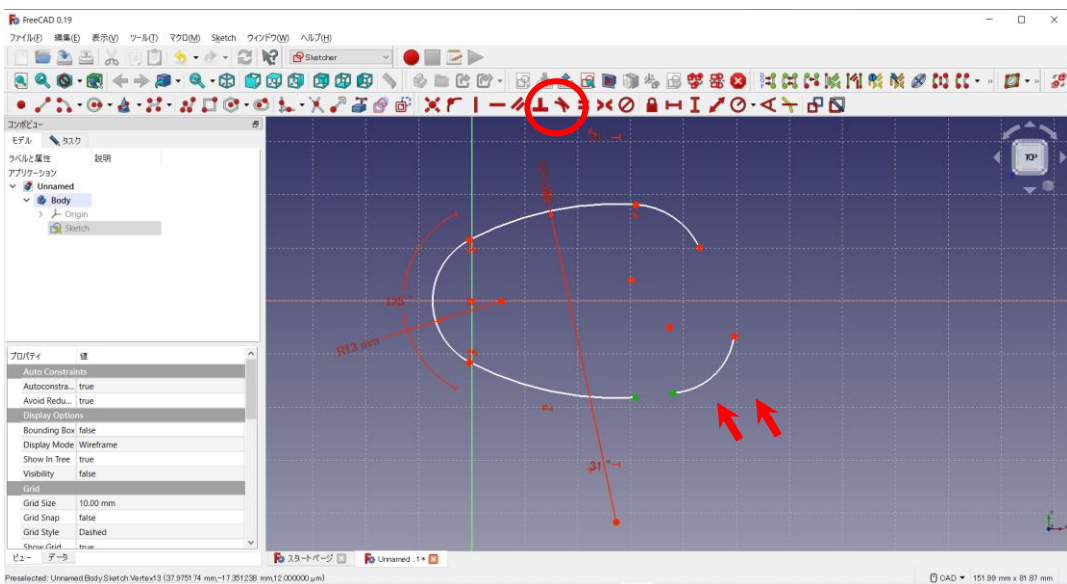 FreeCAD 0.19
ファイル(F) 編集(E) 表示(V) ツール(T) マクロ(M) Sketch ウィンドウ(W) ヘルプ(H)
Sketcher
コンボビュー
モデル タスク
ラベルと属性 説明
アプリケーション
Unnamed
Body
Origin
Sketch
TOP
125 °
R13 mm
31 °
プロパティ 値
Auto Constraints
Autoconstra... true
Avoid Redu... true
Display Options
Bounding Box false
Display Mode Wireframe
Show In Tree true
Visibility false
Grid
Grid Size 10.00 mm
Grid Snap false
Grid Style Dashed
Show Grid true
ビュー データ
スタートページ Unnamed : 1*
Preselected: Unnamed.Body.Sketch.Vertex13 (37.975174 mm,-17.351238 mm,12.000000 μm)
CAD 151.99 mm x 81.87 mm